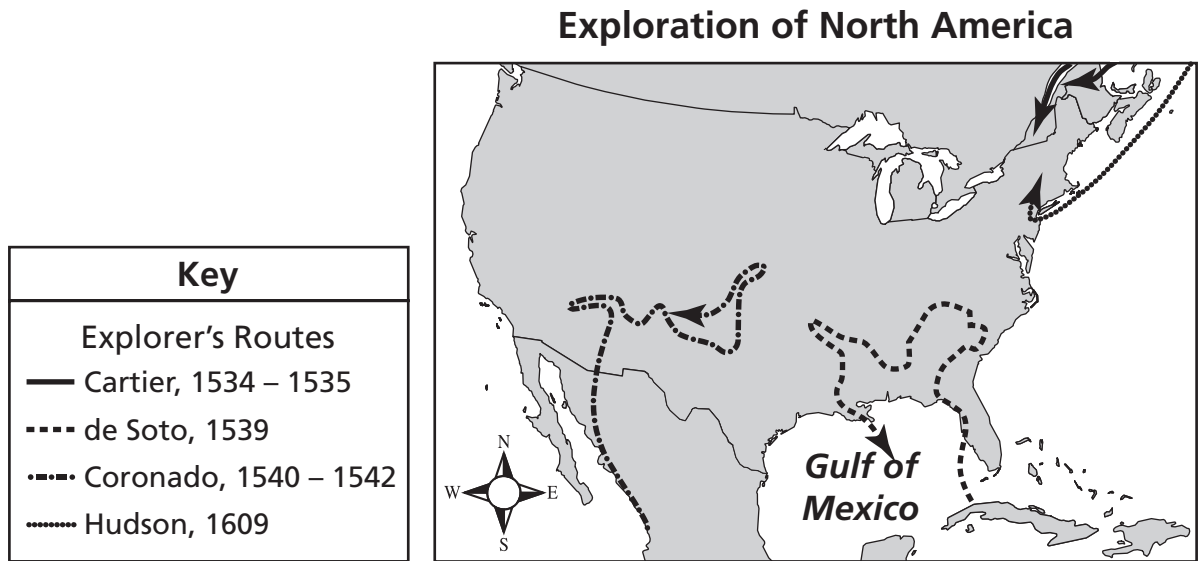 Exploration of North America
Key
Explorer's Routes
Cartier, 1534 – 1535
de Soto, 1539
Coronado, 1540 – 1542
Hudson, 1609
N
W
E
S
Gulf of
Mexico